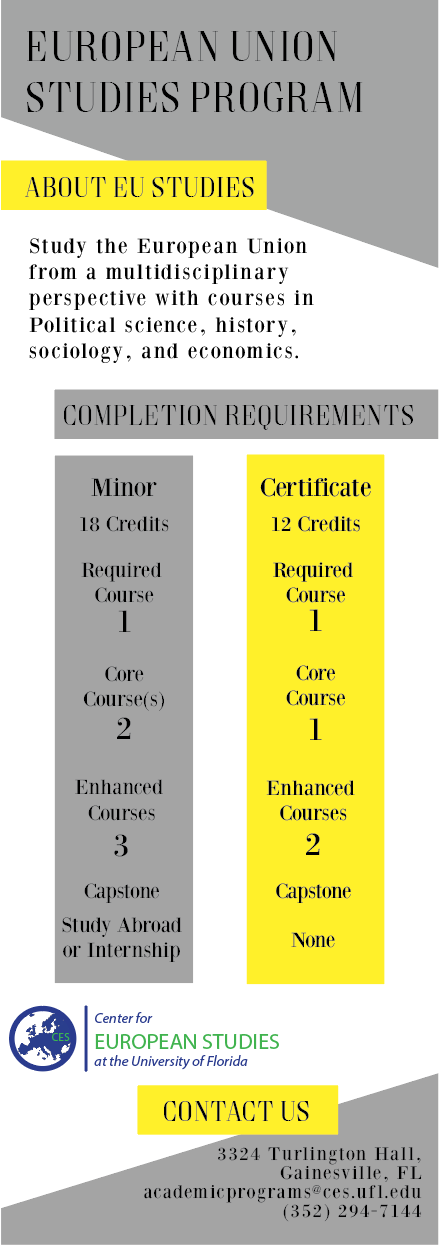 EUROPEAN UNION
STUDIES PROGRAM
ABOUT EU STUDIES
Study the European Union
from a multidisciplinary
perspective with courses in
Political science, history,
sociology, and economics.
COMPLETION REQUIREMENTS
Minor
18 Credits
Required
Course
1
Core
Course(s)
2
Enhanced
Courses
3
Capstone
Study Abroad
or Internship
Certificate
12 Credits
Required
Course
1
Core
Course
1
Enhanced
Courses
2
Capstone
None
CES
Center for
EUROPEAN STUDIES
at the University of Florida
CONTACT US
3324 Turlington Hall,
Gainesville, FL
academicprograms@ces.ufl.edu
(352) 294-7144